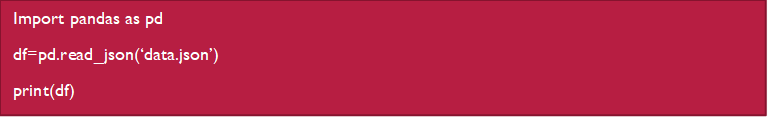 Import pandas as pd
df=pd.read_json(‘data.json’)
print(df)